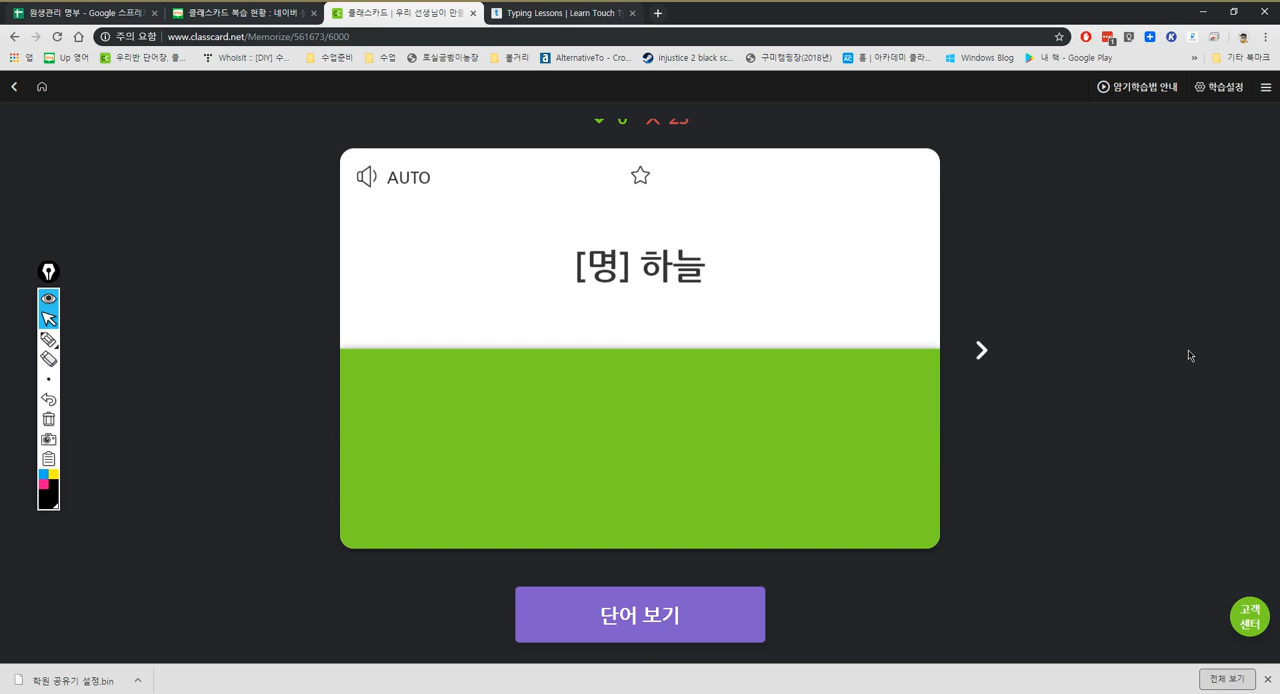 원생관리 명부 - Google 스프레
클래스카드 복습 현황 : 네이버
클래스카드 | 우리 선생님이 만
Typing Lessons | Learn Touch T
주의 요함 | www.classcard.net/Memorize/561673/6000
앱 Up 영어 우리반 단어장, 클... WhoIst :: [DIY] 수... 수업준비 수업 토실굼벵이농장 볼거리 AlternativeTo - Cro... injustice 2 black sc... 구미캠핑장(2018년) 홈 | 아카데미 클라... Windows Blog 내 책 - Google Play » 기타 북마크
암기학습법 안내 학습설정
AUTO
[명] 하늘
단어 보기
고객
센터
학원 공유기 설정.bin
전체 보기